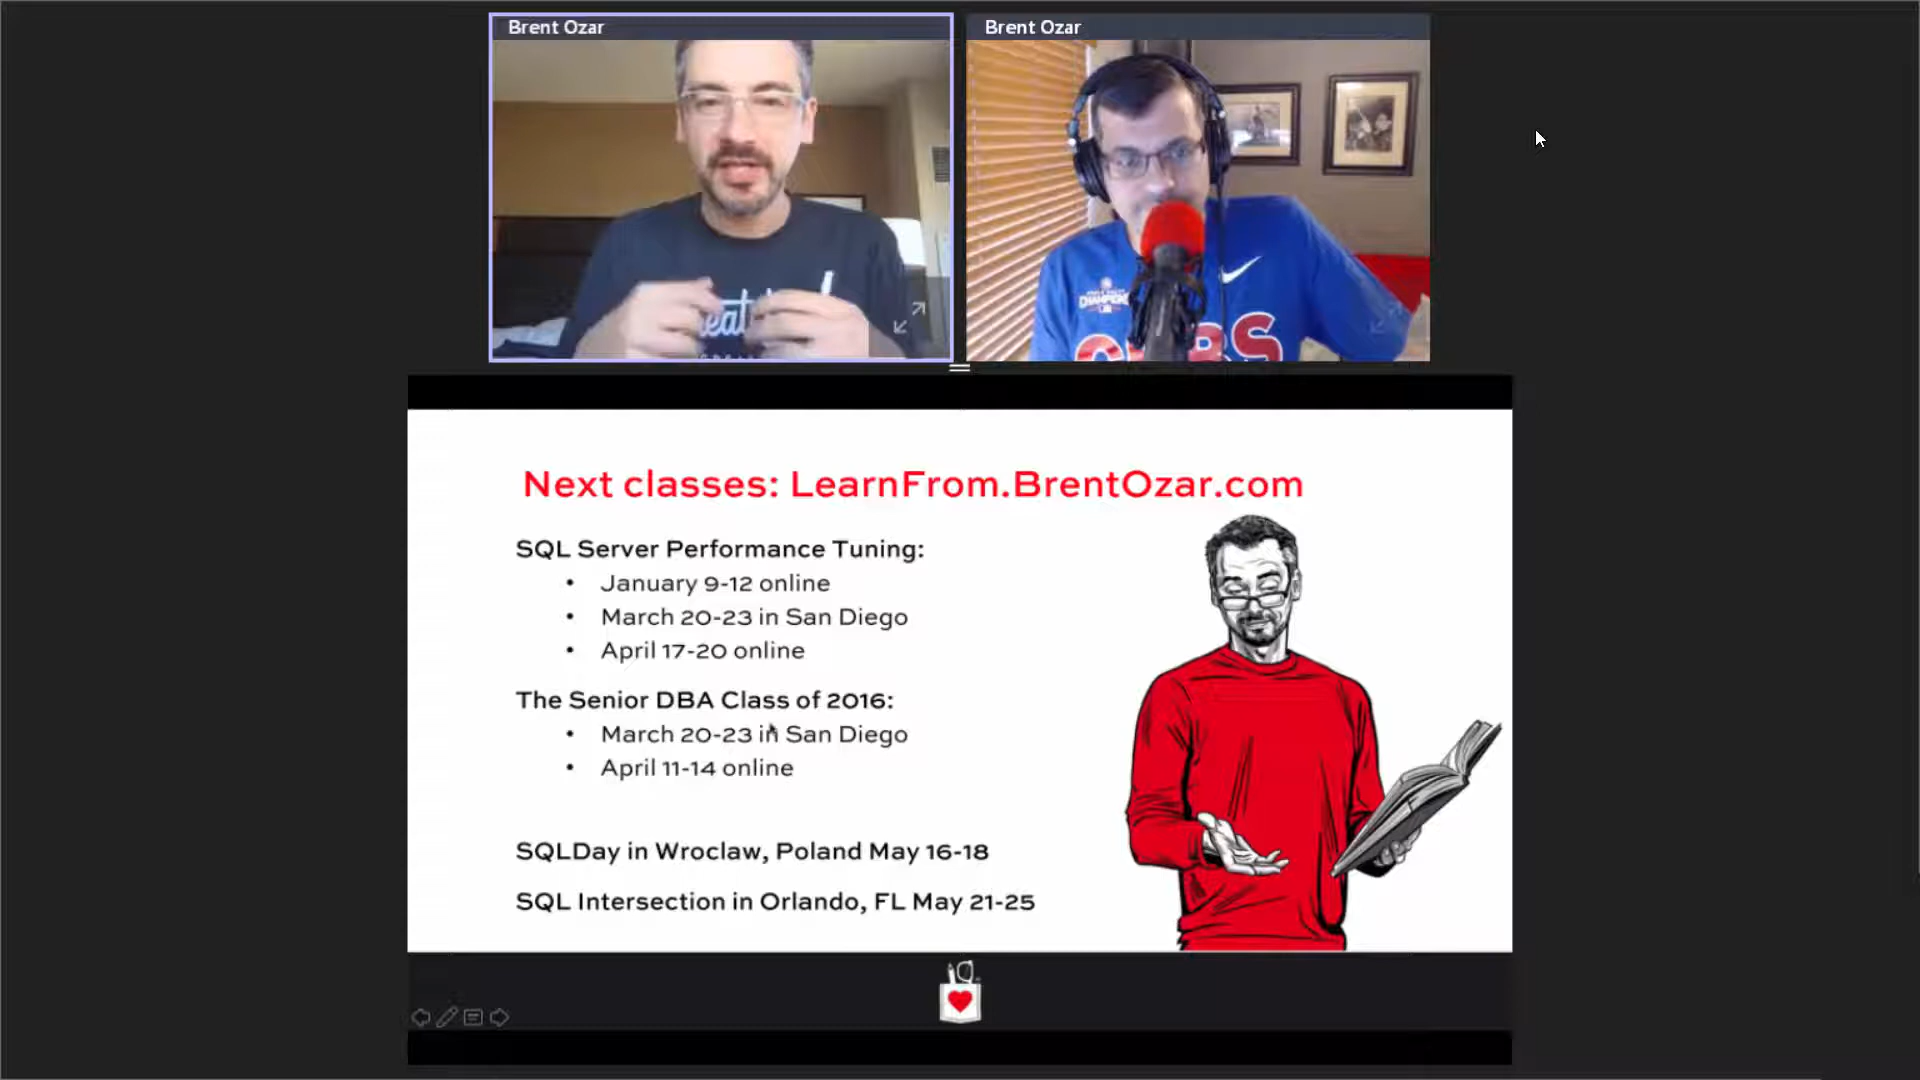 Brent Ozar
Brent Ozar
CHAMPIONS
Next classes: LearnFrom.BrentOzar.com
SQL Server Performance Tuning:
• January 9-12 online
• March 20-23 in San Diego
• April 17-20 online
The Senior DBA Class of 2016:
• March 20-23 in San Diego
• April 11-14 online
SQLDay in Wroclaw, Poland May 16-18
SQL Intersection in Orlando, FL May 21-25